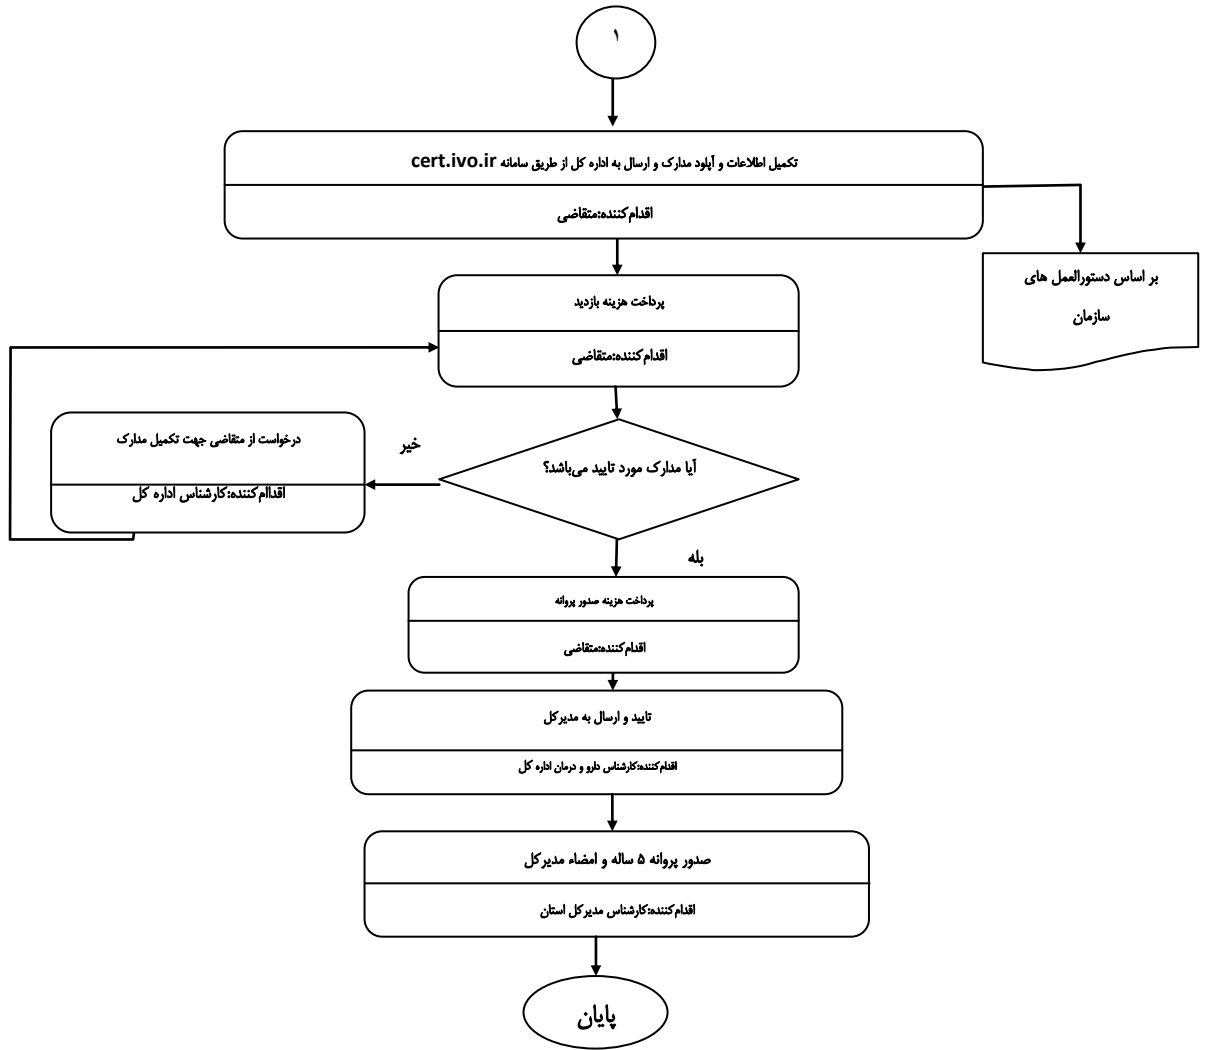 ۱
تکمیل اطلاعات و آپلود مدارک و ارسال به اداره کل از طریق سامانه cert.ivo.ir
اقدام‌کننده:متقاضی
بر اساس دستورالعمل های
سازمان
پرداخت هزینه بازدید
اقدام‌کننده:متقاضی
آیا مدارک مورد تایید می‌باشد؟
خیر
درخواست از متقاضی جهت تکمیل مدارک
اقداام‌کننده:کارشناس اداره کل
بله
پرداخت هزینه صدور پروانه
اقدام‌کننده:متقاضی
تایید و ارسال به مدیرکل
اقدام‌کننده:کارشناس دارو و درمان اداره کل
صدور پروانه ۵ ساله و امضاء مدیرکل
اقدام‌کننده:کارشناس مدیرکل استان
پایان